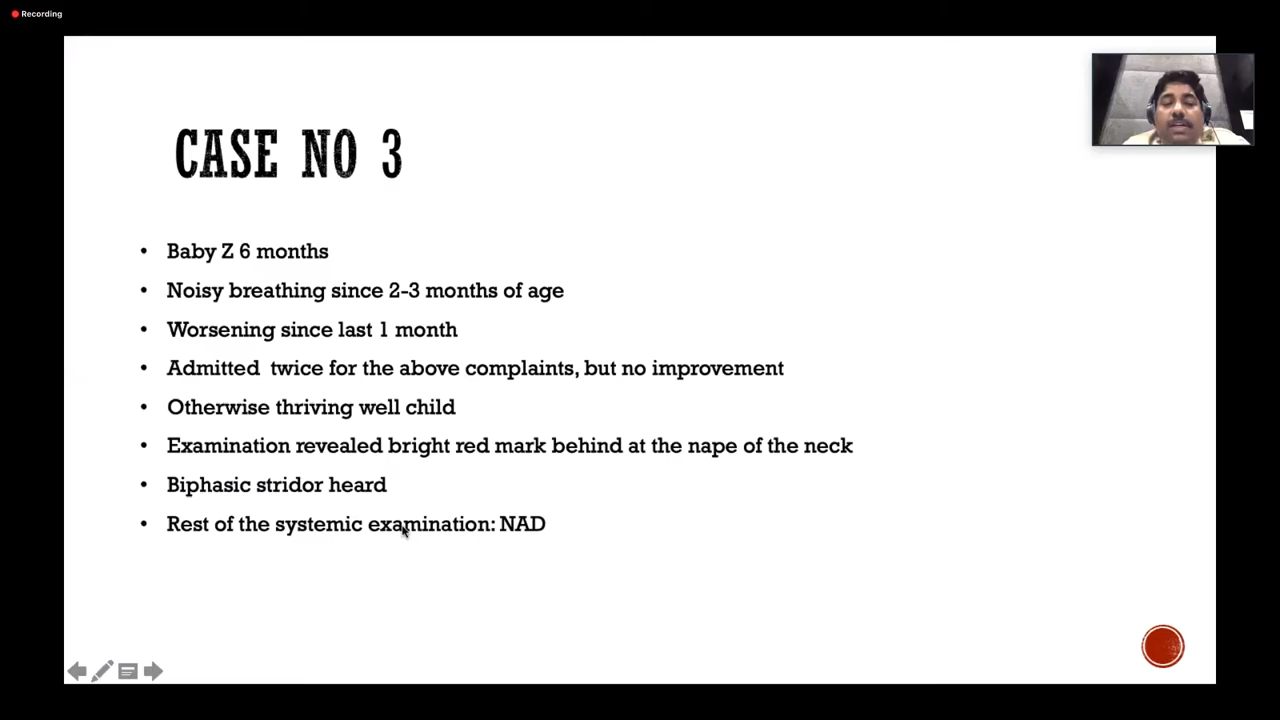 Recording
CASE NO 3
• Baby Z 6 months
• Noisy breathing since 2-3 months of age
• Worsening since last 1 month
• Admitted  twice for the above complaints, but no improvement
• Otherwise thriving well child
• Examination revealed bright red mark behind at the nape of the neck
• Biphasic stridor heard
• Rest of the systemic examination: NAD